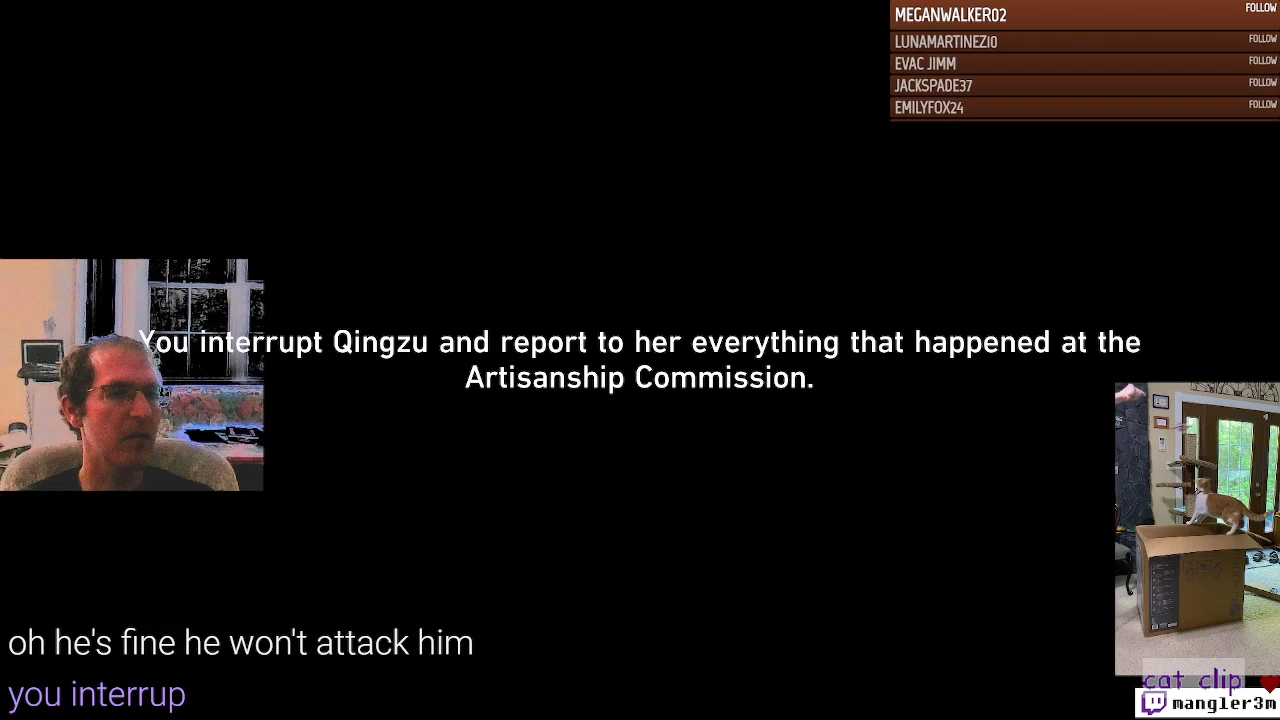 MEGANWALKER02 FOLLOW
LUNAMARTINEZ10 FOLLOW
EVAC JIMM FOLLOW
JACKSPADE37 FOLLOW
EMILYFOX24 FOLLOW
You interrupt Qingzu and report to her everything that happened at the
Artisanship Commission.
oh he's fine he won't attack him
you interrup
cat clip
mangler3m